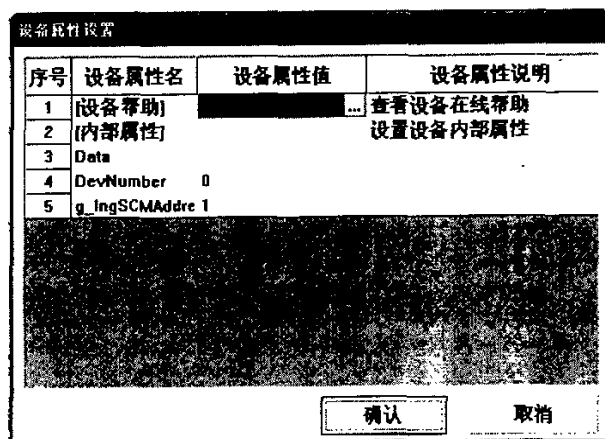 设备属性设置
序号 设备属性名 设备属性值 设备属性说明
1 [设备帮助] ... 查看设备在线帮助
2 [内部属性] 设置设备内部属性
3 Data
4 DevNumber 0
5 g_lngSCMAddre 1
确认 取消